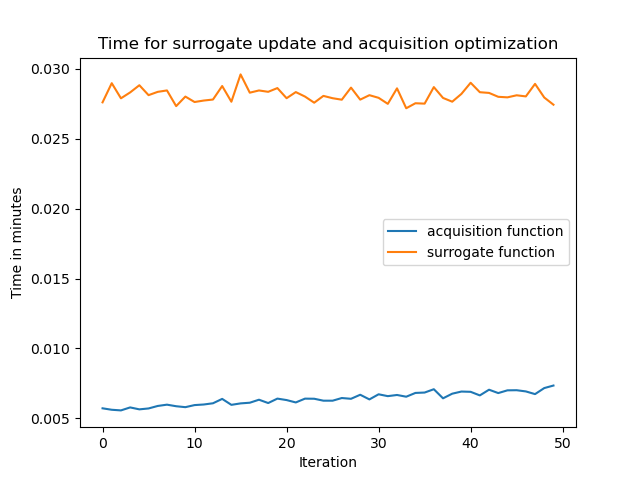 Time for surrogate update and acquisition optimization
0.030
0.025
0.020
0.015
0.010
0.005
Time in minutes
acquisition function
surrogate function
0 10 20 30 40 50
Iteration